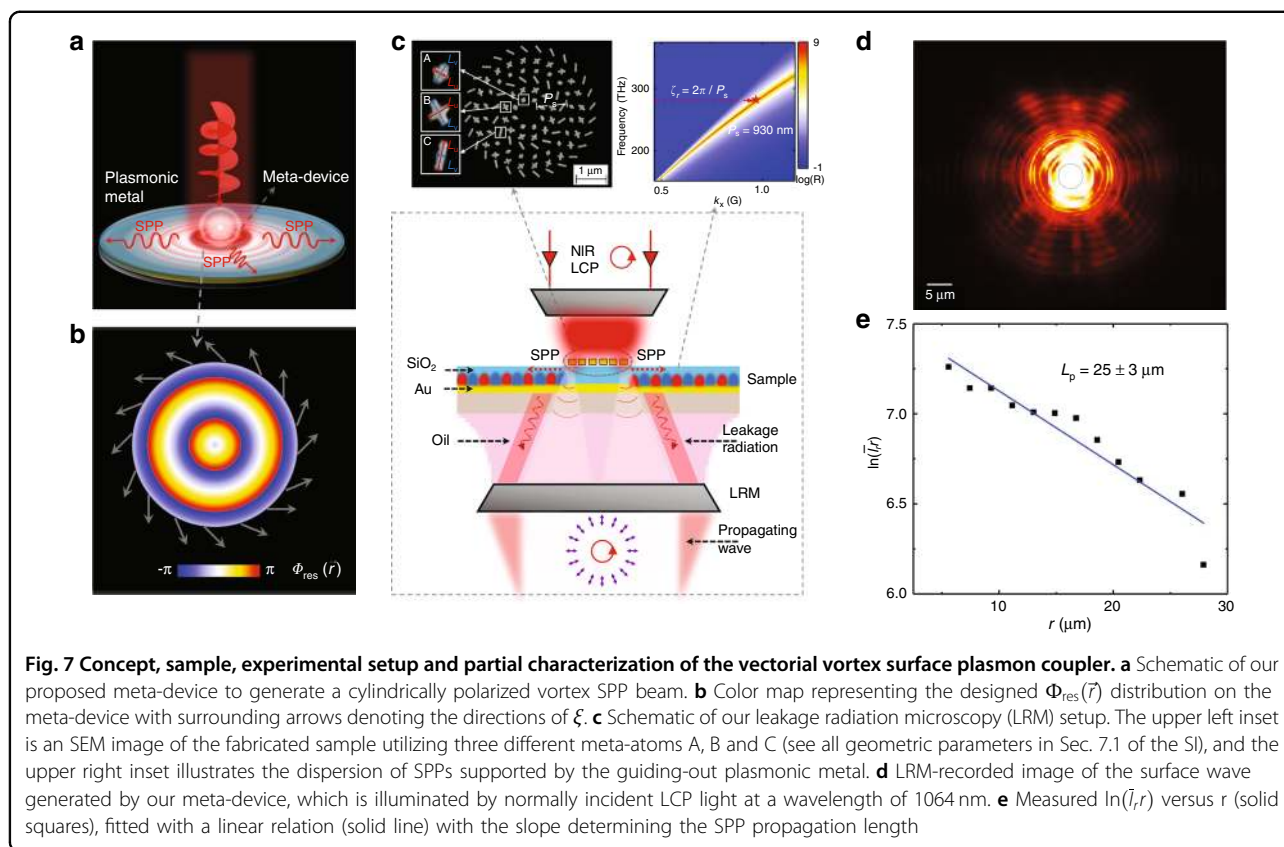 a
Plasmonic
metal
Meta-device
SPP
SPP
SPP
b
-π
π
Φres (r)
c
A
B
C
Lv
Lu
Ps
1 μm
Frequency (THz)
300
200
ζr = 2π / Ps
Ps = 930 nm
0.5
1.0
kx (G)
9
-1
log(R)
NIR
LCP
SPP
SPP
SiO2
Au
Sample
Oil
Leakage
radiation
LRM
Propagating
wave
d
5 μm
e
7.5
7.0
6.5
6.0
ln(I̅rr)
Lp = 25 ± 3 μm
10
20
30
r (μm)
Fig. 7 Concept, sample, experimental setup and partial characterization of the vectorial vortex surface plasmon coupler. a Schematic of our
proposed meta-device to generate a cylindrically polarized vortex SPP beam. b Color map representing the designed Φres(r⃗) distribution on the
meta-device with surrounding arrows denoting the directions of ξ. c Schematic of our leakage radiation microscopy (LRM) setup. The upper left inset
is an SEM image of the fabricated sample utilizing three different meta-atoms A, B and C (see all geometric parameters in Sec. 7.1 of the SI), and the
upper right inset illustrates the dispersion of SPPs supported by the guiding-out plasmonic metal. d LRM-recorded image of the surface wave
generated by our meta-device, which is illuminated by normally incident LCP light at a wavelength of 1064 nm. e Measured ln(I̅rr) versus r (solid
squares), fitted with a linear relation (solid line) with the slope determining the SPP propagation length